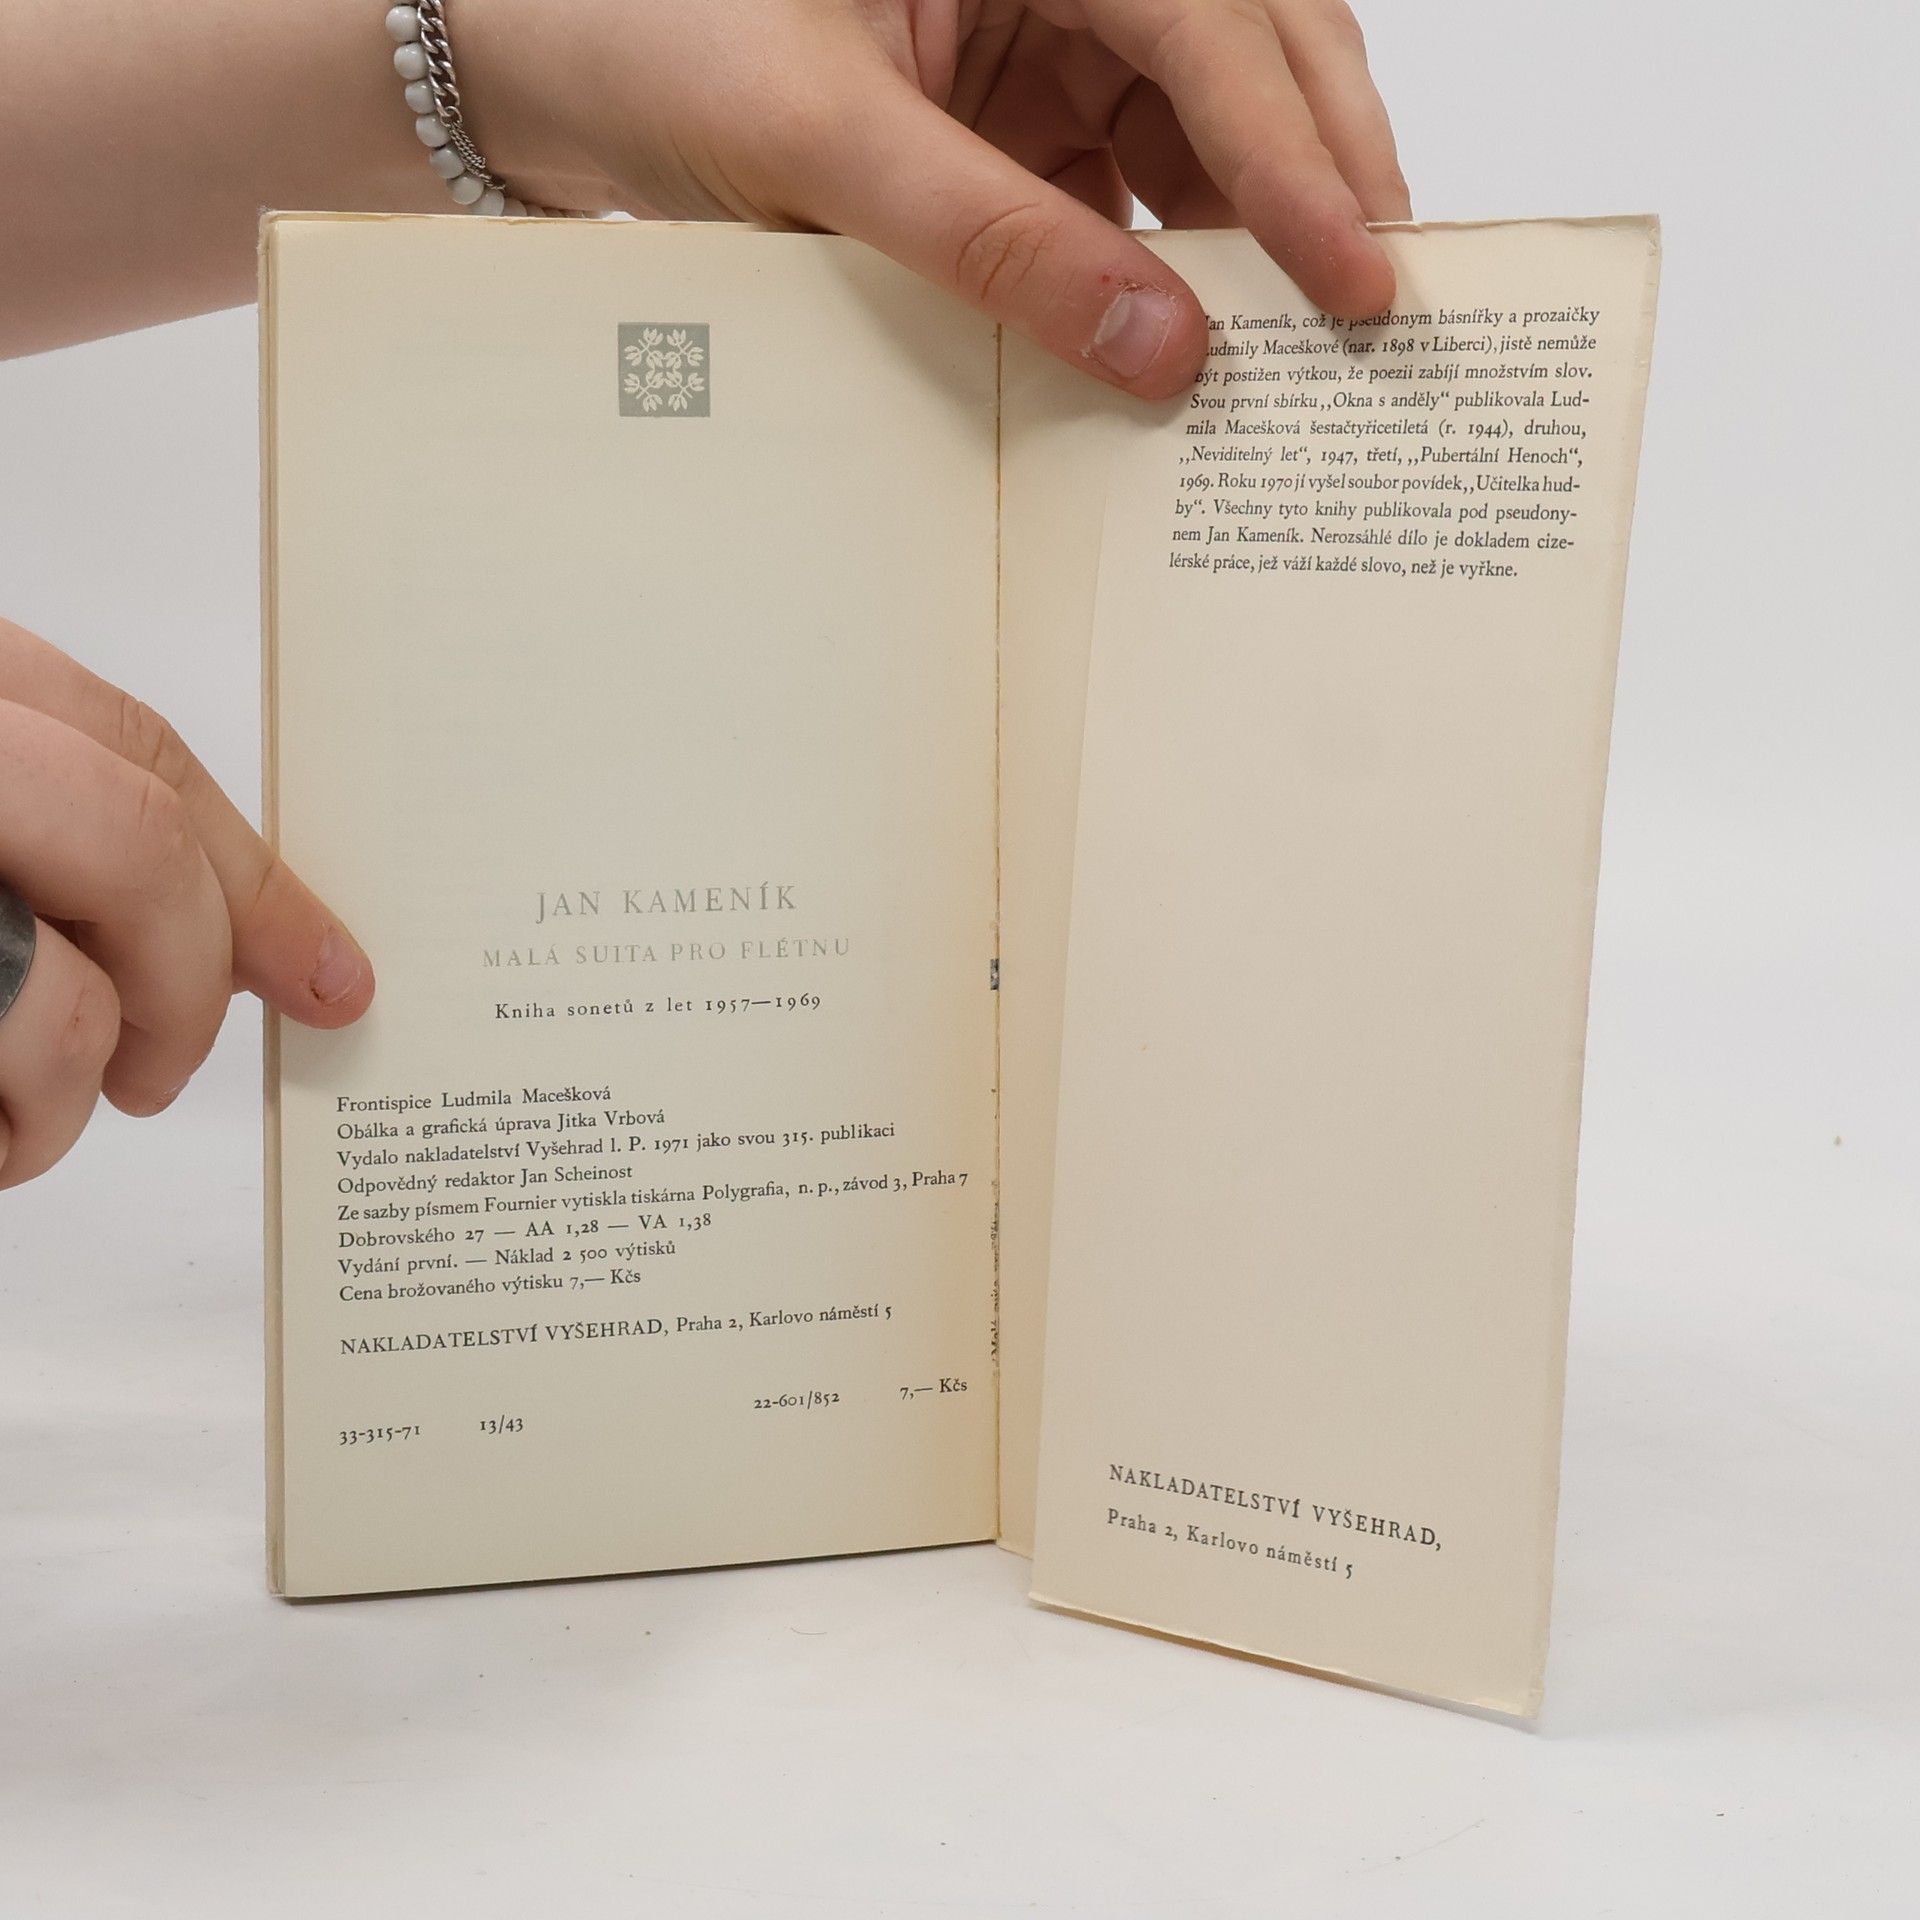 JAN KAMENÍK
MALÁ SUITA PRO FLÉTNU
Kniha sonetů z let 1957—1969
Frontispice Ludmila Macešková
Obálka a grafická úprava Jitka Vrbová
Vydalo nakladatelství Vyšehrad l. P. 1971 jako svou 315. publikaci
Odpovědný redaktor Jan Scheinost
Ze sazby písmem Fournier vytiskla tiskárna Polygrafia, n. p., závod 3, Praha 7
Dobrovského 27 — AA 1,28 — VA 1,38
Vydání první. — Náklad 2 500 výtisků
Cena brožovaného výtisku 7,— Kčs
NAKLADATELSTVÍ VYŠEHRAD, Praha 2, Karlovo náměstí 5
33-315-71 13/43 22-601/852 7,— Kčs
Jan Kameník, což je pseudonym básnířky a prozaičky
Ludmily Maceškové (nar. 1898 v Liberci), jistě nemůže
být postižen výtkou, že poezii zabíjí množstvím slov.
Svou první sbírku ,,Okna s anděly“ publikovala Lud-
mila Macešková šestačtyřicetiletá (r. 1944), druhou,
,,Neviditelný let“, 1947, třetí, ,,Pubertální Henoch“,
1969. Roku 1970 jí vyšel soubor povídek ,,Učitelka hud-
by“. Všechny tyto knihy publikovala pod pseudony-
nem Jan Kameník. Nerozsáhlé dílo je dokladem cize-
lérské práce, jež váží každé slovo, než je vyřkne.
NAKLADATELSTVÍ VYŠEHRAD,
Praha 2, Karlovo náměstí 5